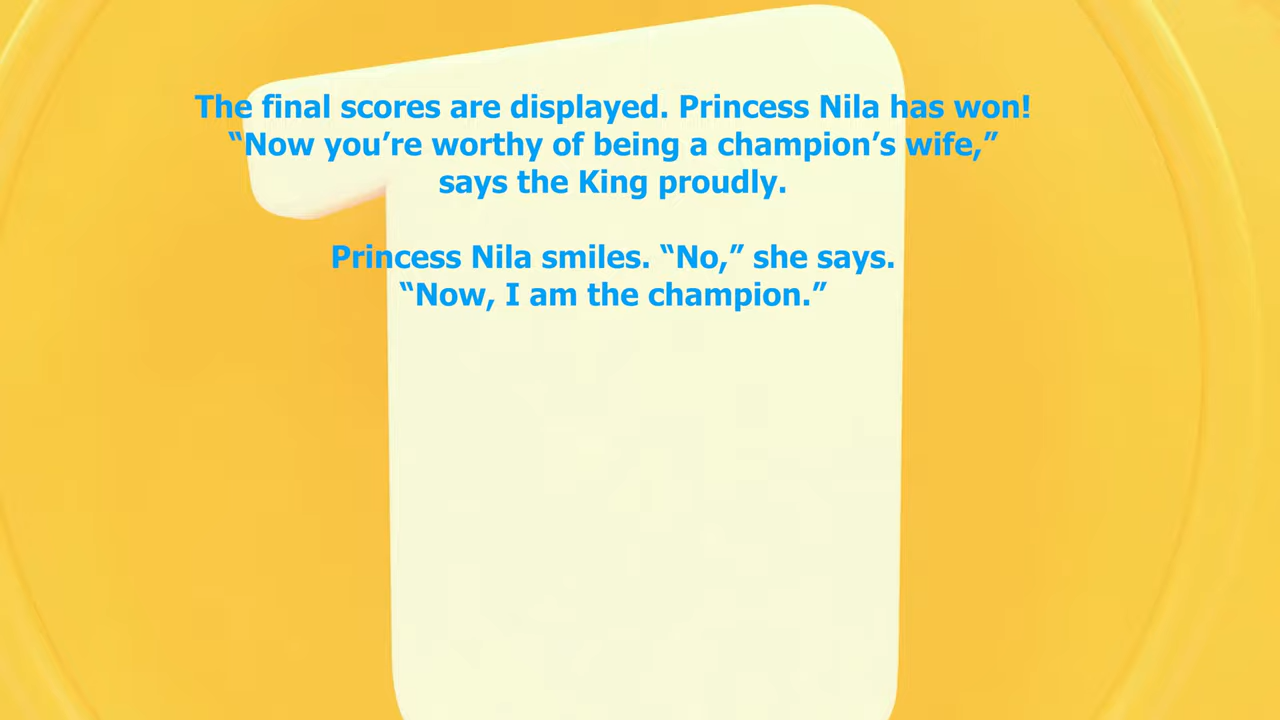 The final scores are displayed. Princess Nila has won!
“Now you’re worthy of being a champion’s wife,”
says the King proudly.
Princess Nila smiles. “No,” she says.
“Now, I am the champion.”